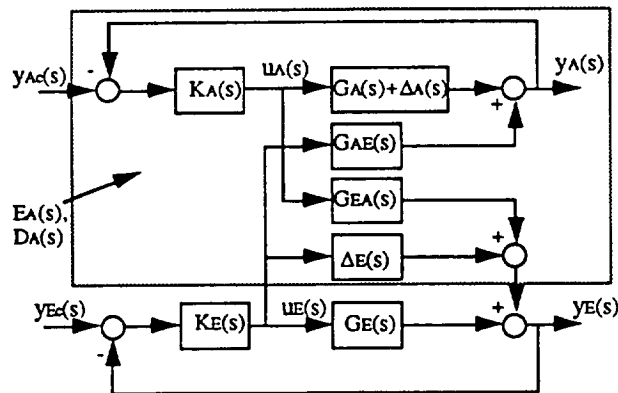 -
yAc(s)
KA(s)
uA(s)
GA(s)+ΔA(s)
+
yA(s)
GAE(s)
GEA(s)
EA(s),
DA(s)
+
ΔE(s)
yEc(s)
-
KE(s)
uE(s)
GE(s)
+
yE(s)